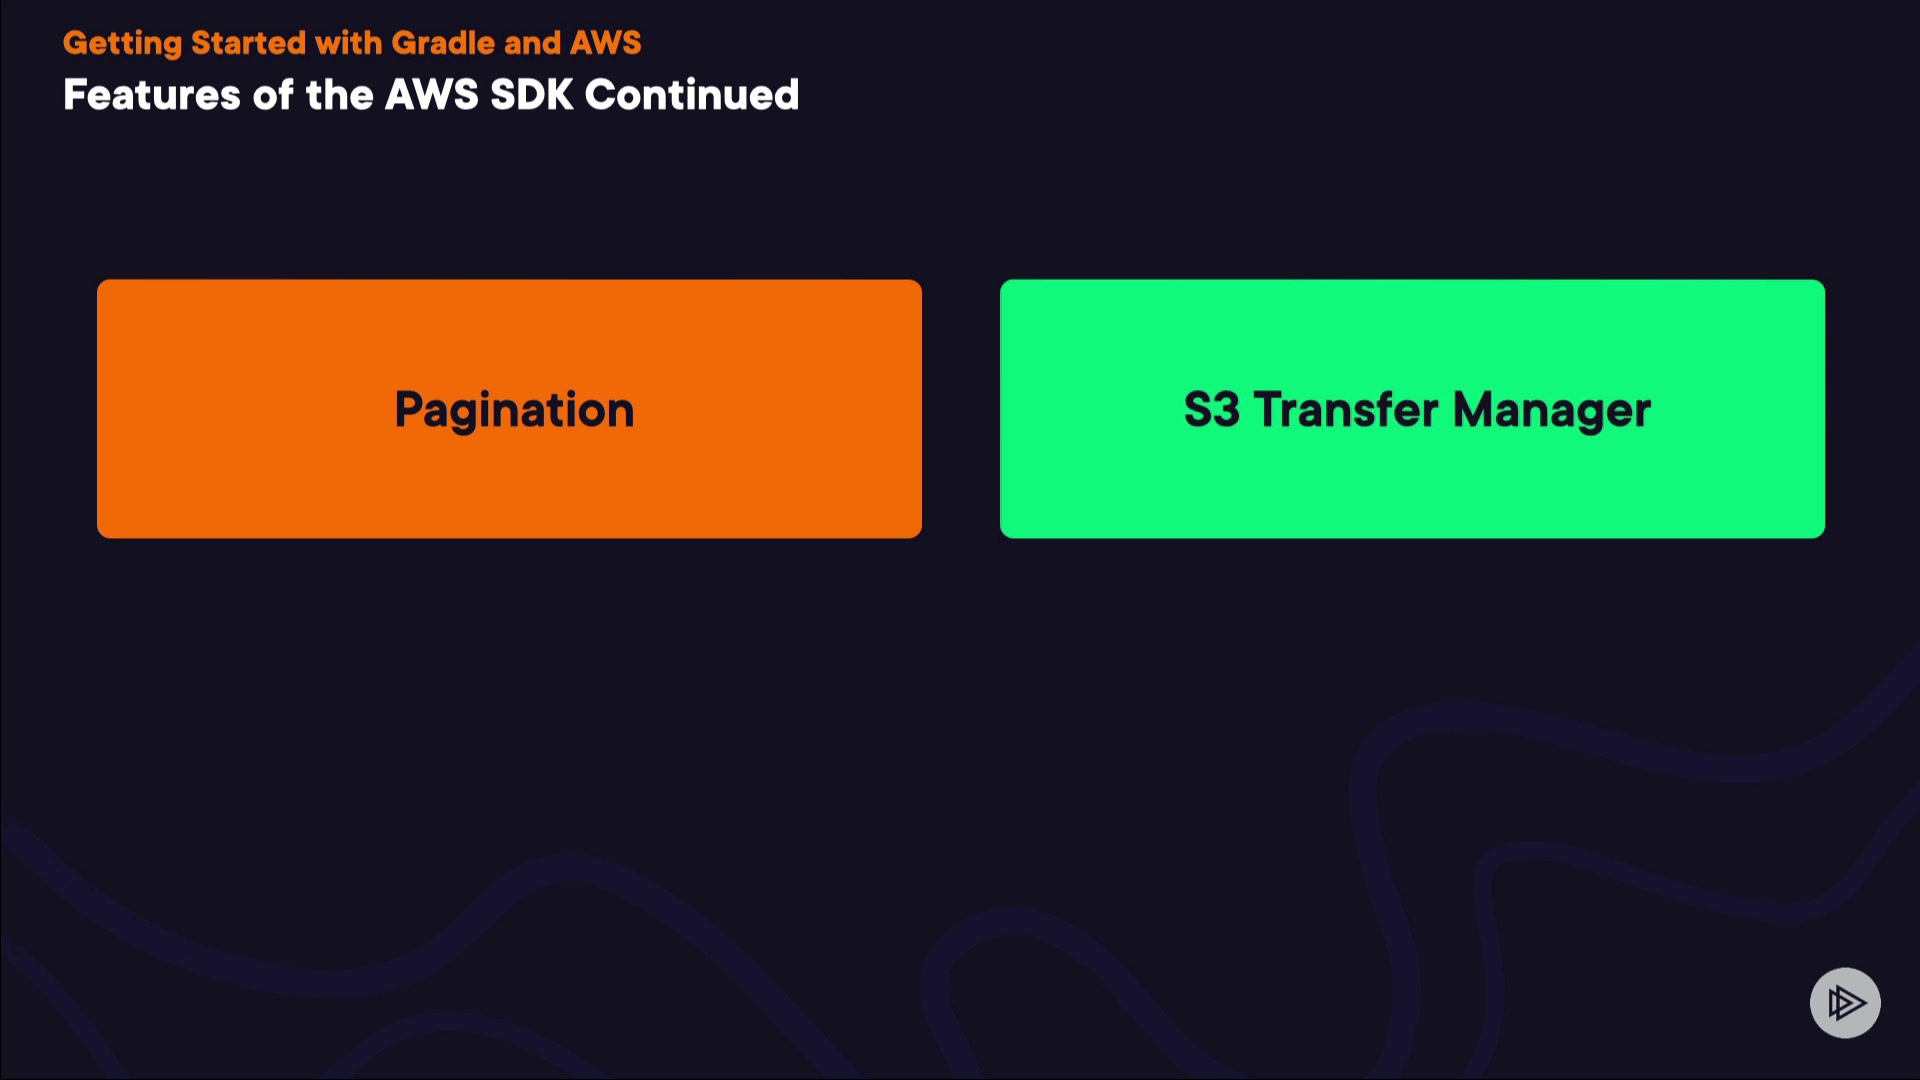 Getting Started with Gradle and AWS
Features of the AWS SDK Continued
Pagination
S3 Transfer Manager